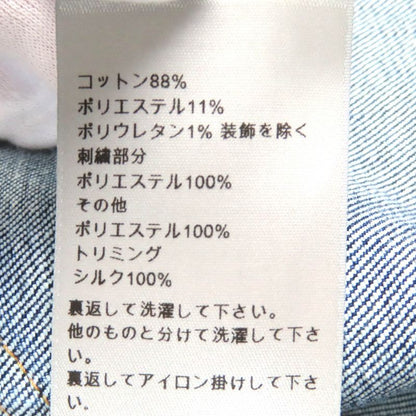 コットン88%
ポリエステル11%
ポリウレタン1% 装飾を除く
刺繍部分
ポリエステル100%
その他
ポリエステル100%
トリミング
シルク100%
裏返して洗濯して下さい。
他のものと分けて洗濯して下さ
い。
裏返してアイロン掛けして下さ
い.